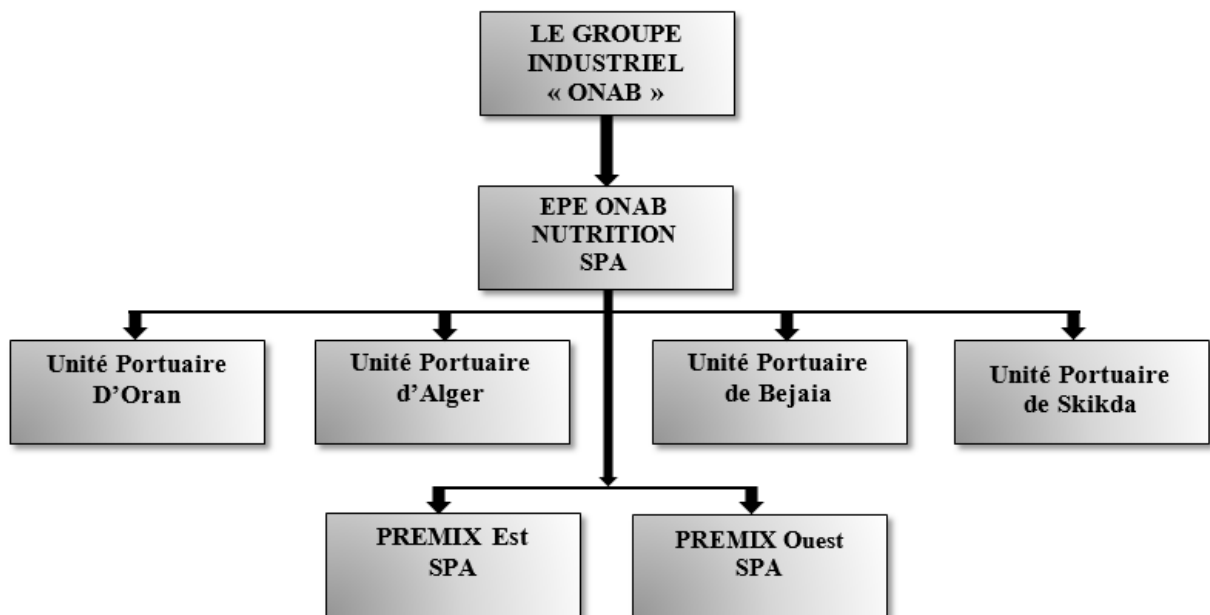 LE GROUPE
INDUSTRIEL
« ONAB »
EPE ONAB
NUTRITION
SPA
Unité Portuaire
D’Oran
Unité Portuaire
d’Alger
Unité Portuaire
de Bejaia
Unité Portuaire
de Skikda
PREMIX Est
SPA
PREMIX Ouest
SPA